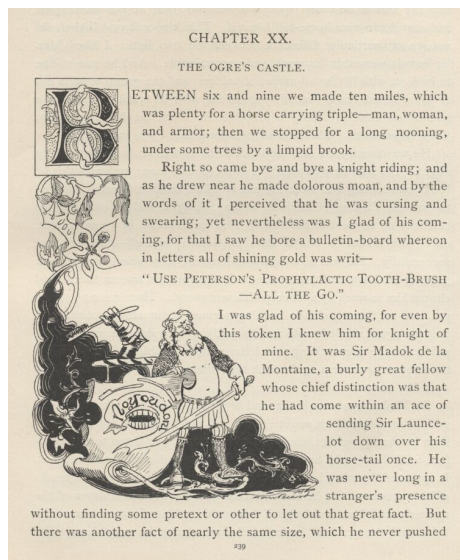 CHAPTER XX.
THE OGRE'S CASTLE.
BETWEEN six and nine we made ten miles, which
was plenty for a horse carrying triple—man, woman,
and armor; then we stopped for a long nooning,
under some trees by a limpid brook.
Right so came bye and bye a knight riding; and
as he drew near he made dolorous moan, and by the
words of it I perceived that he was cursing and
swearing; yet nevertheless was I glad of his com-
ing, for that I saw he bore a bulletin-board whereon
in letters all of shining gold was writ—
"USE PETERSON'S PROPHYLACTIC TOOTH-BRUSH
—ALL THE GO."
I was glad of his coming, for even by
this token I knew him for knight of
mine. It was Sir Madok de la
Montaine, a burly great fellow
whose chief distinction was that
he had come within an ace of
sending Sir Launce-
lot down over his
horse-tail once. He
was never long in a
stranger's presence
without finding some pretext or other to let out that great fact. But
there was another fact of nearly the same size, which he never pushed
239